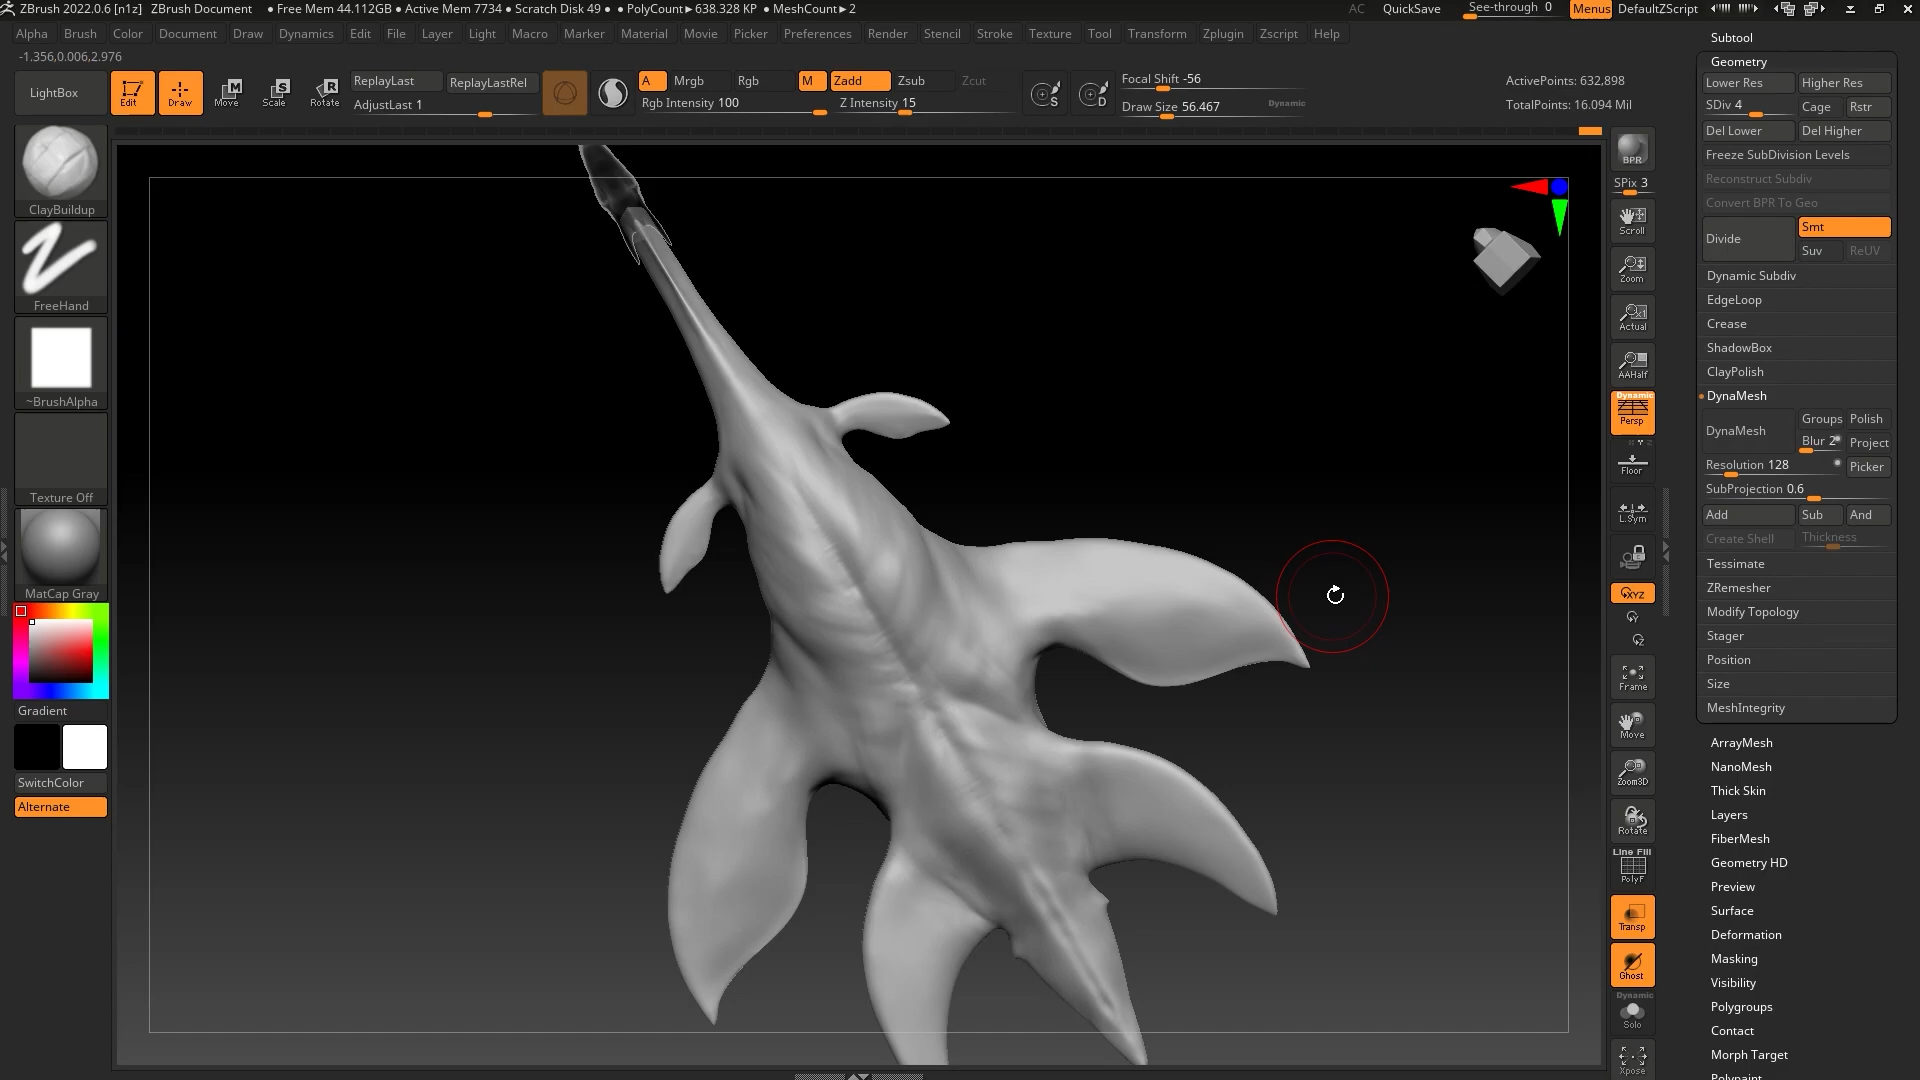 ZBrush 2022.0.6 [n1z] ZBrush Document ● Free Mem 44.112GB ● Active Mem 7734 ● Scratch Disk 49 ● ● PolyCount► 638.328 KP ● MeshCount► 2 AC QuickSave See-through 0 Menus DefaultZScript
Alpha Brush Color Document Draw Dynamics Edit File Layer Light Macro Marker Material Movie Picker Preferences Render Stencil Stroke Texture Tool Transform Zplugin Zscript Help
-1.356,0.006,2.976
LightBox Edit Draw Move Scale Rotate
ReplayLast ReplayLastRel
AdjustLast 1
A Mrgb Rgb M Zadd Zsub Zcut
Rgb Intensity 100 Z Intensity 15
S D
Focal Shift -56
Draw Size 56.467 Dynamic
ActivePoints: 632,898
TotalPoints: 16.094 Mil
ClayBuildup
FreeHand
~BrushAlpha
Texture Off
MatCap Gray
Gradient
SwitchColor
Alternate
BPR
SPix 3
Scroll
Zoom
Actual
AAHalf
Dynamic
Persp
Floor
L.Sym
XYZ
Y
Z
Frame
Move
Zoom3D
Rotate
Line Fill
PolyF
Transp
Ghost
Dynamic
Solo
Xpose
Subtool
Geometry
Lower Res Higher Res
SDiv 4 Cage Rstr
Del Lower Del Higher
Freeze SubDivision Levels
Reconstruct Subdiv
Convert BPR To Geo
Divide Smt
Suv ReUV
Dynamic Subdiv
EdgeLoop
Crease
ShadowBox
ClayPolish
DynaMesh
DynaMesh Groups Polish
Blur 2 Project
Resolution 128 Picker
SubProjection 0.6
Add Sub And
Create Shell Thickness
Tessimate
ZRemesher
Modify Topology
Stager
Position
Size
MeshIntegrity
ArrayMesh
NanoMesh
Thick Skin
Layers
FiberMesh
Geometry HD
Preview
Surface
Deformation
Masking
Visibility
Polygroups
Contact
Morph Target
Polypaint